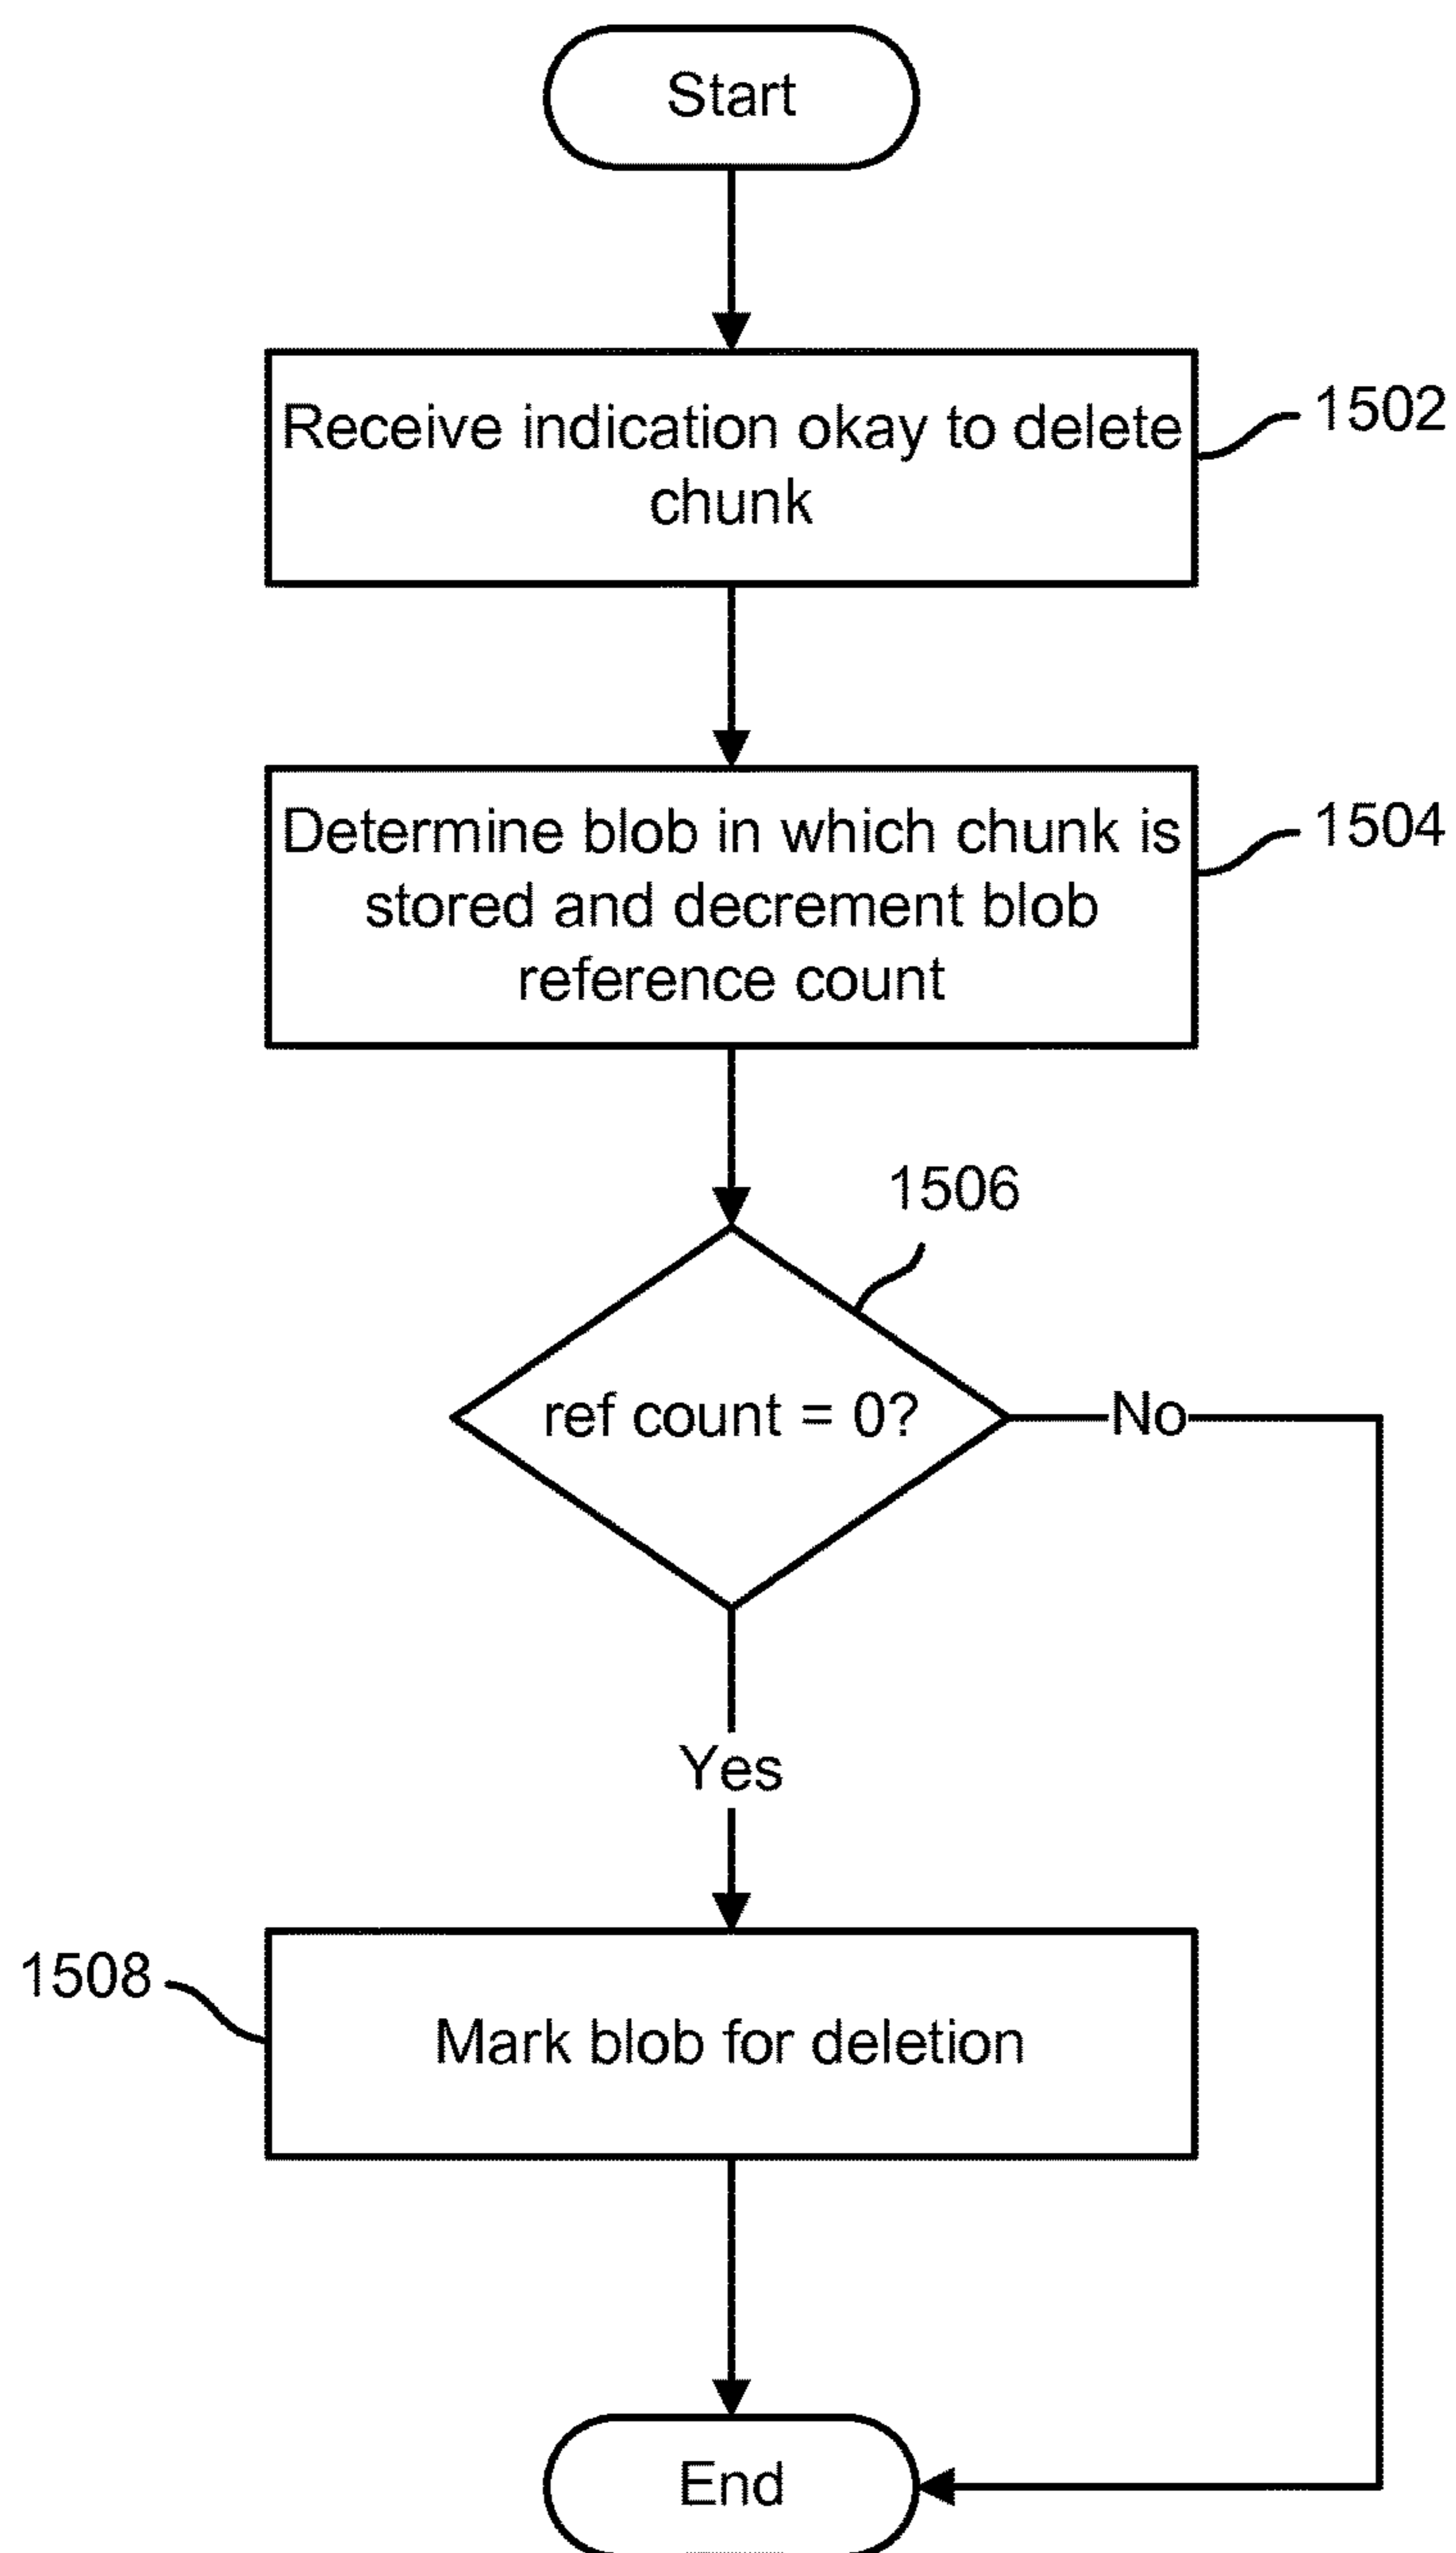 Start
Receive indication okay to delete
chunk
1502
Determine blob in which chunk is
stored and decrement blob
reference count
1504
1506
ref count = 0?
No
Yes
1508
Mark blob for deletion
End